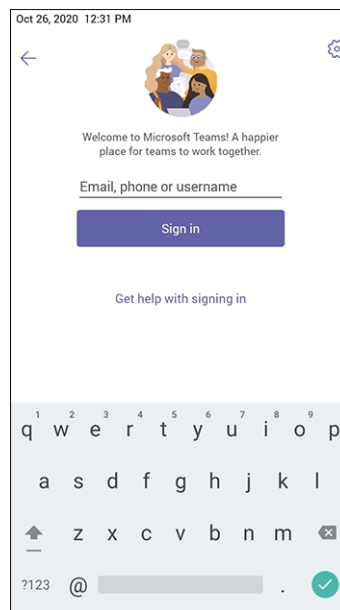 Oct 26, 2020 12:31 PM
Welcome to Microsoft Teams! A happier
place for teams to work together.
Email, phone or username
Sign in
Get help with signing in
1 2 3 4 5 6 7 8 9
q w e r t y u i o p
a s d f g h j k l
z x c v b n m
?123 @ .